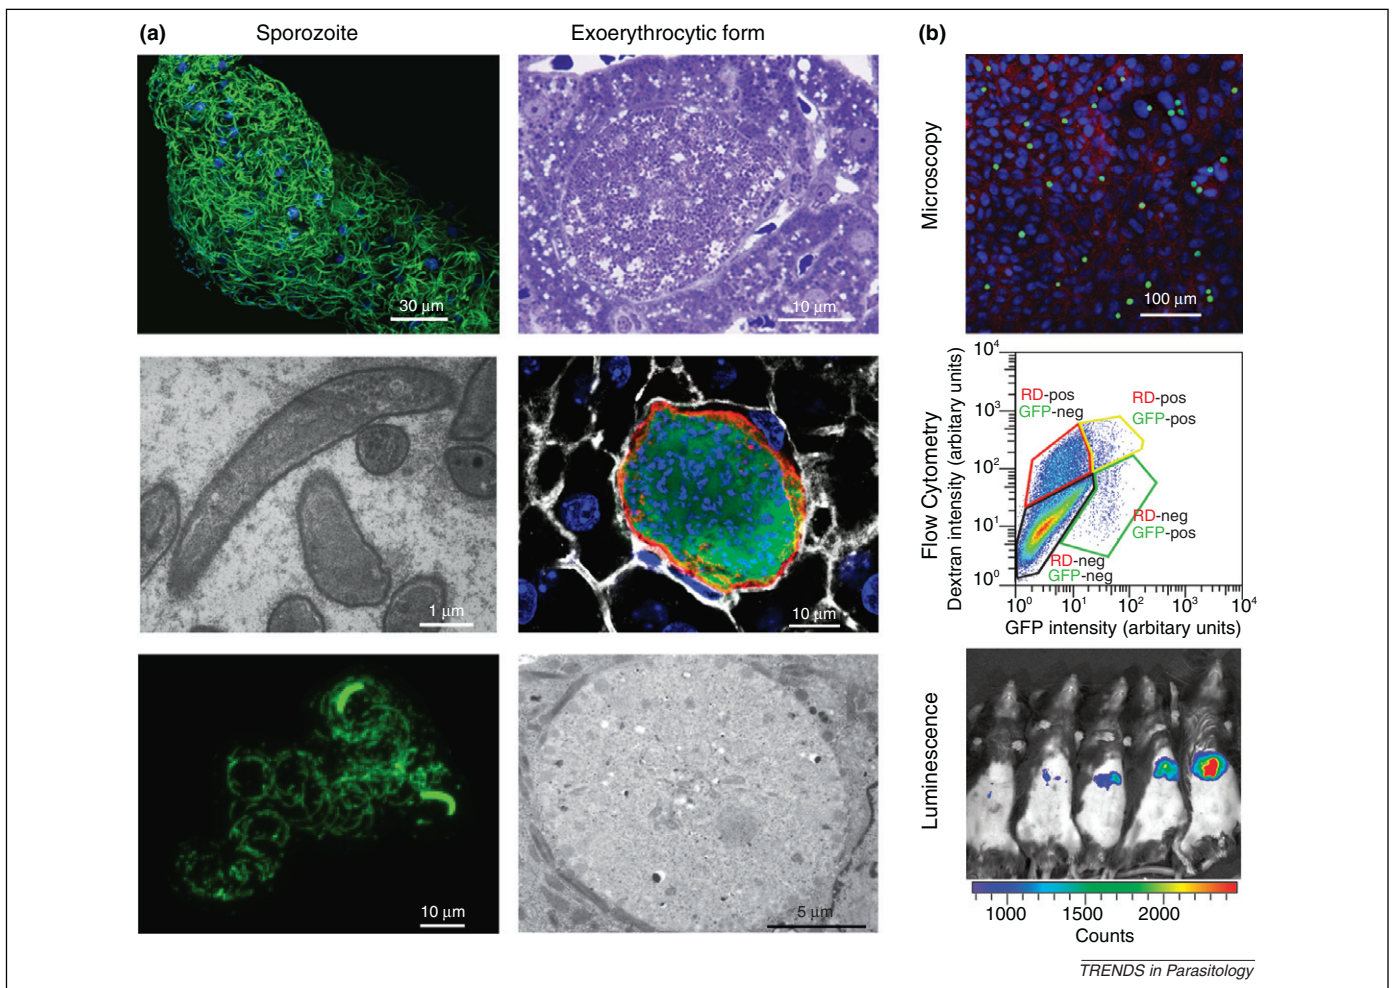 (a) Sporozoite Exoerythrocytic form (b)
30 μm
10 μm
1 μm
10 μm
10 μm
5 μm
Microscopy
100 μm
Flow Cytometry
Dextran intensity (arbitrary units)
10⁴
10³
10²
10¹
10⁰
RD-pos
GFP-neg
RD-pos
GFP-pos
RD-neg
GFP-pos
RD-neg
GFP-neg
10⁰ 10¹ 10² 10³ 10⁴
GFP intensity (arbitary units)
Luminescence
1000 1500 2000
Counts
TRENDS in Parasitology